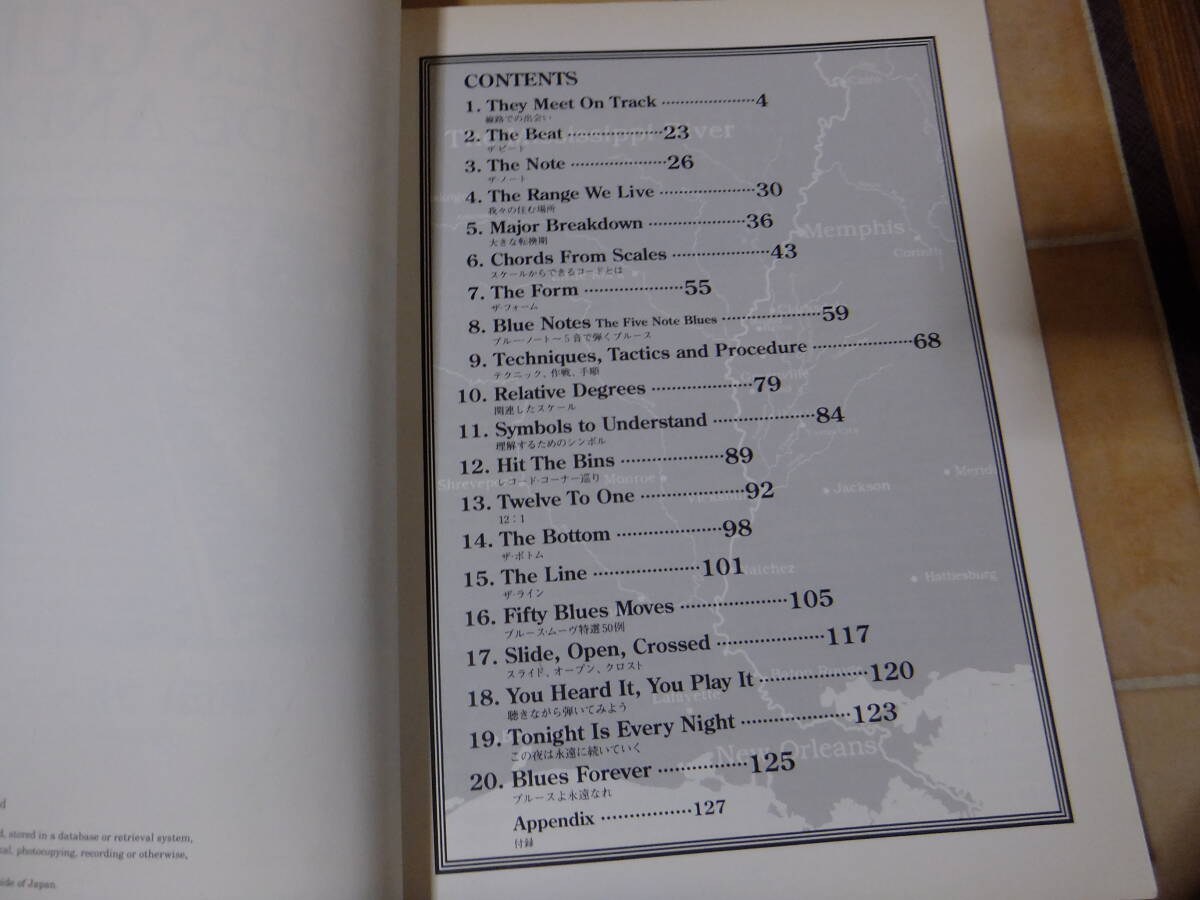 CONTENTS
1. They Meet On Track ····················4
線路での出会い
2. The Beat ····················23
ザ・ビート
3. The Note ····················26
ザ・ノート
4. The Range We Live ····················30
我々の住む場所
5. Major Breakdown ····················36
大きな転換期
6. Chords From Scales ····················43
スケールからできるコードとは
7. The Form ····················55
ザ・フォーム
8. Blue Notes The Five Note Blues ····················59
ブルー・ノート〜5音で弾くブルース
9. Techniques, Tactics and Procedure ····················68
テクニック、作戦、手順
10. Relative Degrees ····················79
関連したスケール
11. Symbols to Understand ····················84
理解するためのシンボル
12. Hit The Bins ····················89
レコード・コーナー巡り
13. Twelve To One ····················92
12:1
14. The Bottom ····················98
ザ・ボトム
15. The Line ····················101
ザ・ライン
16. Fifty Blues Moves ····················105
ブルース・ムーヴ特選50例
17. Slide, Open, Crossed ····················117
スライド、オープン、クロスト
18. You Heard It, You Play It ····················120
聴きながら弾いてみよう
19. Tonight Is Every Night ····················123
この夜は永遠に続いていく
20. Blues Forever ·················125
ブルースよ永遠なれ
Appendix ·················127
付録
Cairo
Mississippi River
Memphis
Corinth
Monroe
Jackson
Natchez
Hattiesburg
Baton Rouge
Lafayette
New Orleans
stored in a database or retrieval system,
photocopying, recording or otherwise,
of Japan